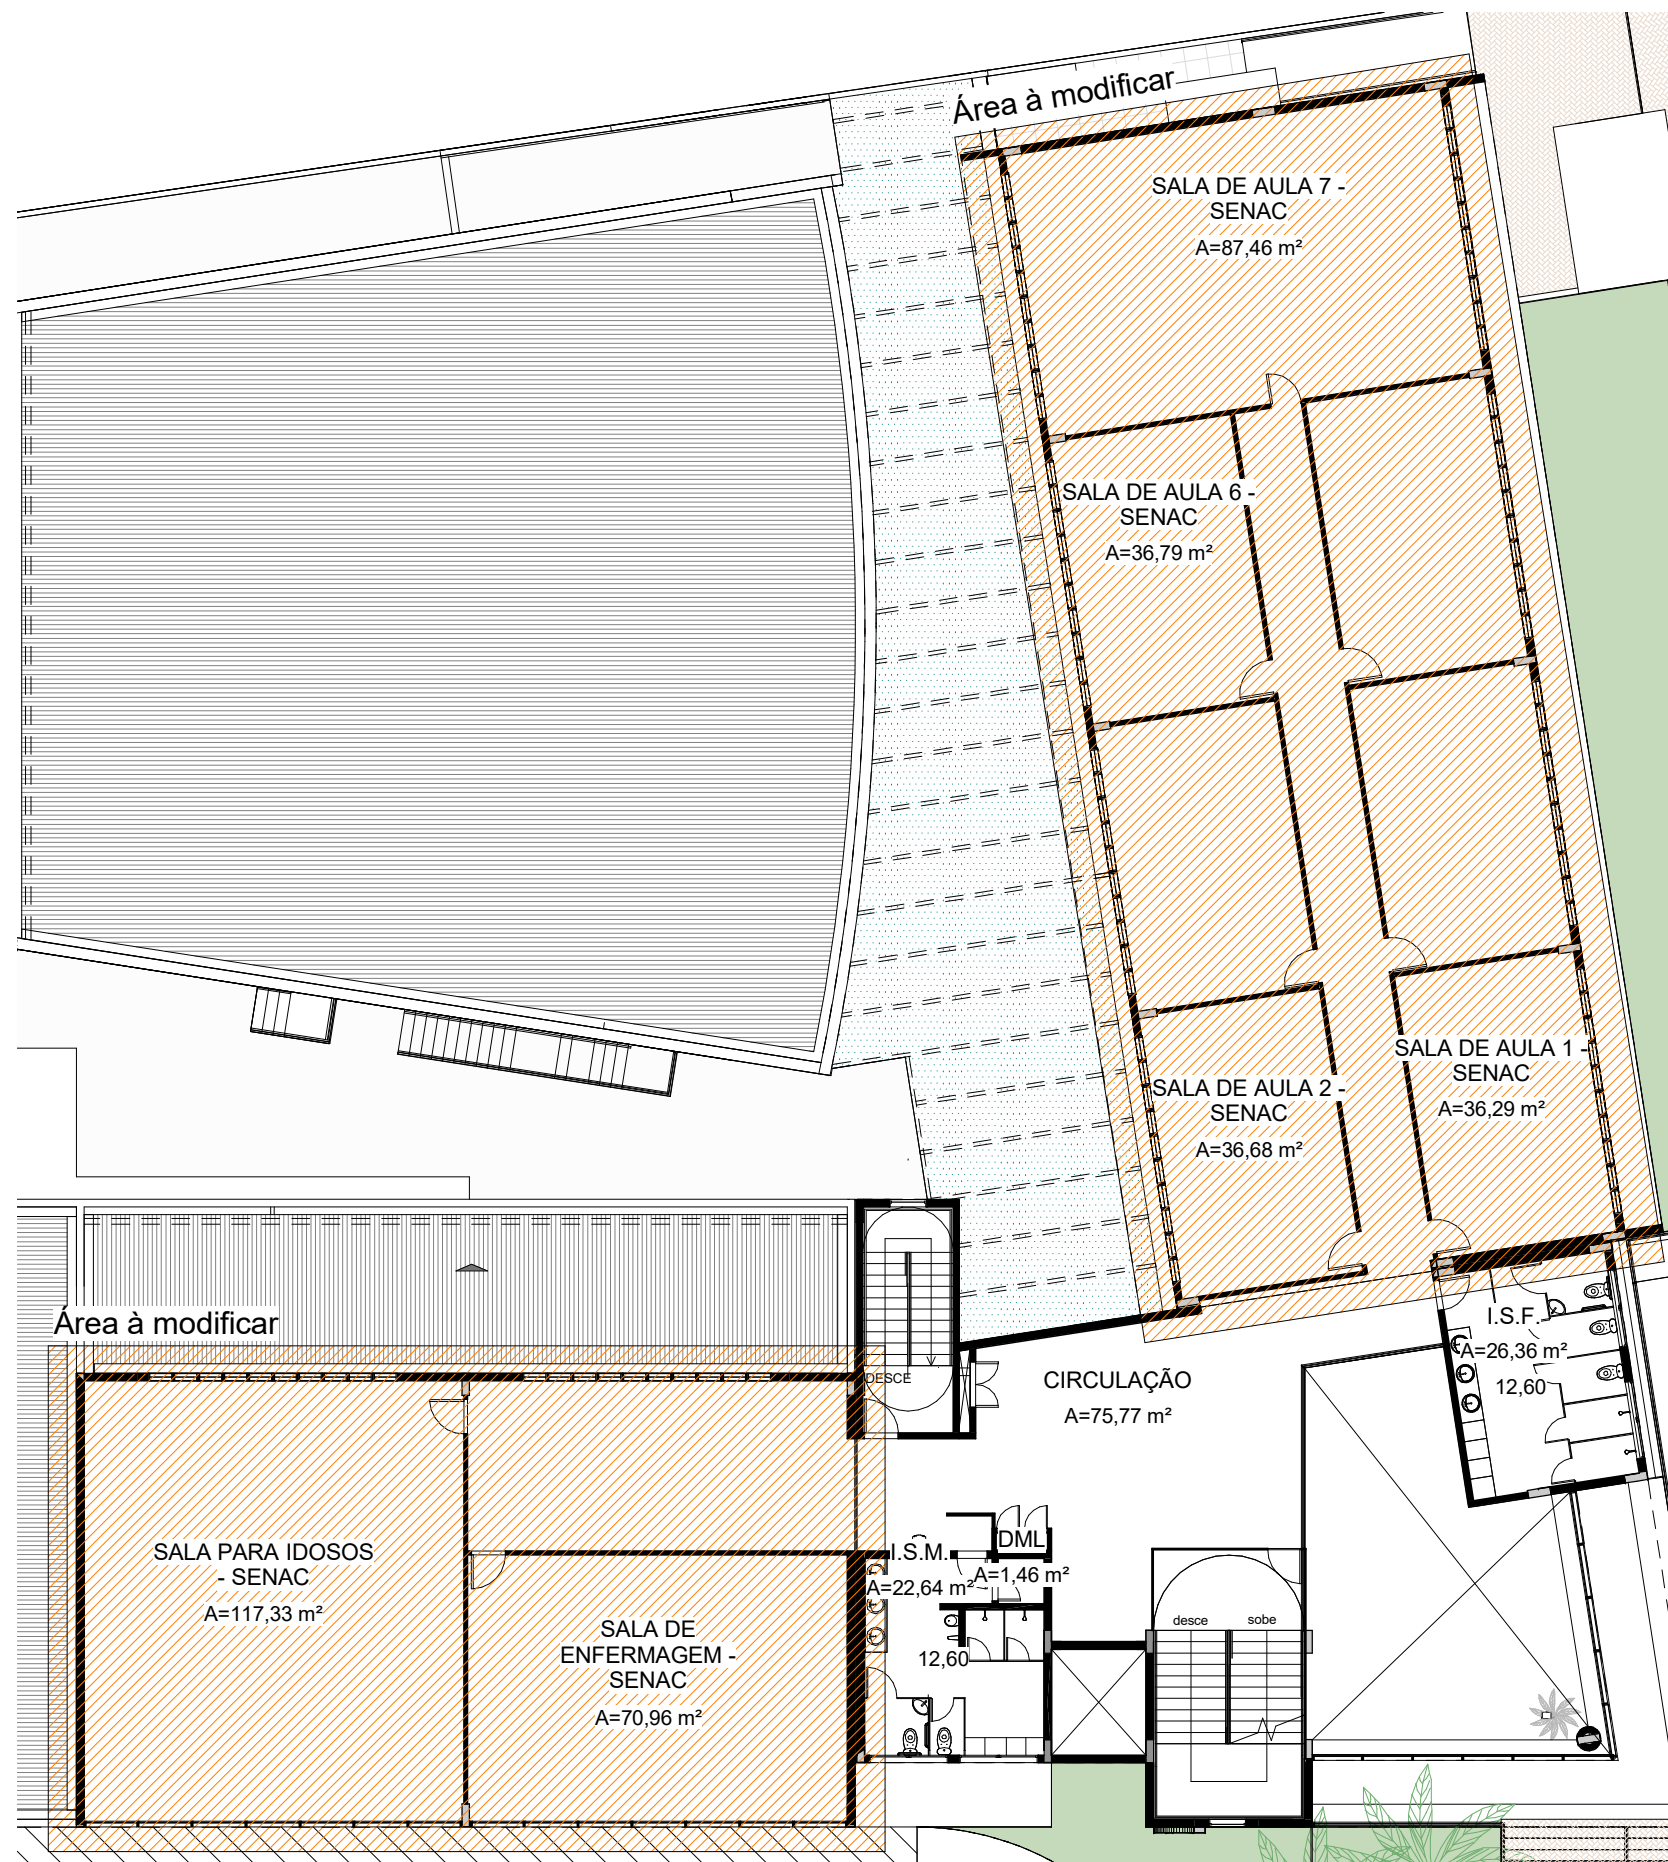 Área à modificar
SALA DE AULA 7 -
SENAC
A=87,46 m²
SALA DE AULA 6 -
SENAC
A=36,79 m²
SALA DE AULA 1 -
SENAC
A=36,29 m²
SALA DE AULA 2 -
SENAC
A=36,68 m²
Área à modificar
I.S.F.
A=26,36 m²
12,60
DESCE
CIRCULAÇÃO
A=75,77 m²
SALA PARA IDOSOS
- SENAC
A=117,33 m²
I.S.M.
A=22,64 m²
12,60
DML
A=1,46 m²
SALA DE
ENFERMAGEM -
SENAC
A=70,96 m²
desce
sobe